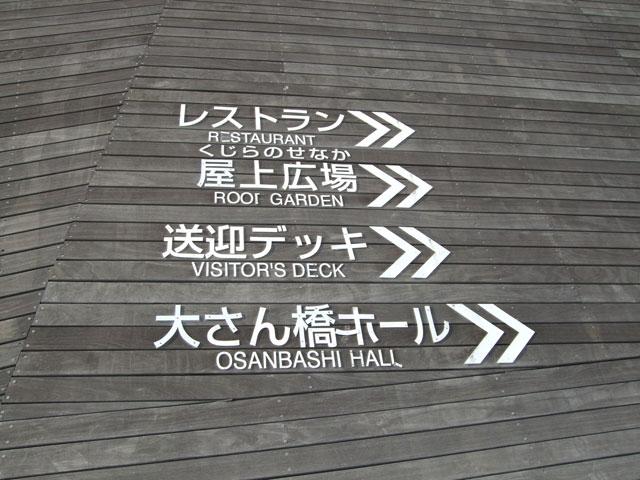 レストラン
RESTAURANT
くじらのせなか
屋上広場
ROOF GARDEN
送迎デッキ
VISITOR'S DECK
大さん橋ホール
OSANBASHI HALL